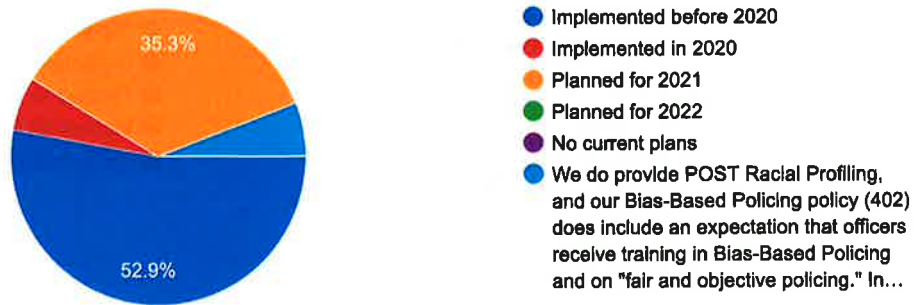 35.3%
52.9%
Implemented before 2020
Implemented in 2020
Planned for 2021
Planned for 2022
No current plans
We do provide POST Racial Profiling,
and our Bias-Based Policing policy (402)
does include an expectation that officers
receive training in Bias-Based Policing
and on "fair and objective policing." In...